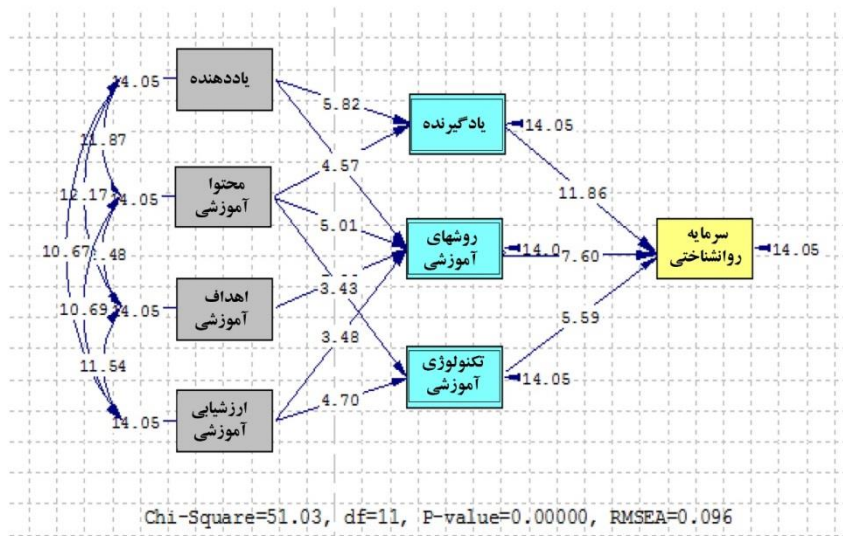 یاددهنده
14.05
5.82
یادگیرنده
14.05
11.87
4.57
11.86
محتوا
آموزشی
12.17
14.05
5.01
روشهای
آموزشی
14.0
7.60
سرمایه
روانشناختی
14.05
10.67
.48
اهداف
آموزشی
10.69
14.05
3.43
5.59
3.48
تکنولوژی
آموزشی
14.05
11.54
ارزشیابی
آموزشی
14.05
4.70
Chi-Square=51.03, df=11, P-value=0.00000, RMSEA=0.096